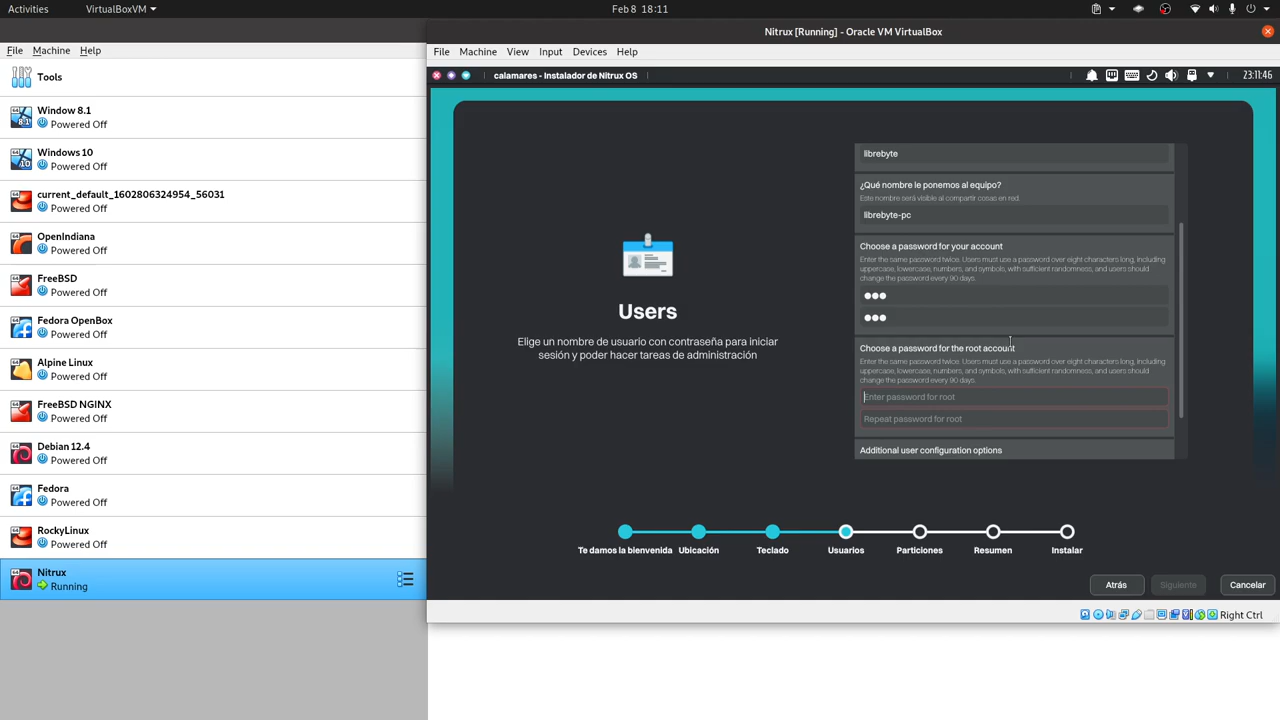 Activities
VirtualBoxVM
Feb 8 18:11
Nitrux [Running] - Oracle VM VirtualBox
File Machine Help
Tools
Window 8.1
Powered Off
Windows 10
Powered Off
current_default_1602806324954_56031
Powered Off
OpenIndiana
Powered Off
FreeBSD
Powered Off
Fedora OpenBox
Powered Off
Alpine Linux
Powered Off
FreeBSD NGINX
Powered Off
Debian 12.4
Powered Off
Fedora
Powered Off
RockyLinux
Powered Off
Nitrux
Running
File Machine View Input Devices Help
calamares - Instalador de Nitrux OS
23:11:46
Users
Elige un nombre de usuario con contraseña para iniciar
sesión y poder hacer tareas de administración
librebyte
¿Qué nombre le ponemos al equipo?
Este nombre será visible al compartir cosas en red.
librebyte-pc
Choose a password for your account
Enter the same password twice. Users must use a password over eight characters long, including
uppercase, lowercase, numbers, and symbols, with sufficient randomness, and users should
change the password every 90 days.
Choose a password for the root account
Enter the same password twice. Users must use a password over eight characters long, including
uppercase, lowercase, numbers, and symbols, with sufficient randomness, and users should
change the password every 90 days.
Enter password for root
Repeat password for root
Additional user configuration options
Te damos la bienvenida
Ubicación
Teclado
Usuarios
Particiones
Resumen
Instalar
Atrás
Siguiente
Cancelar
Right Ctrl